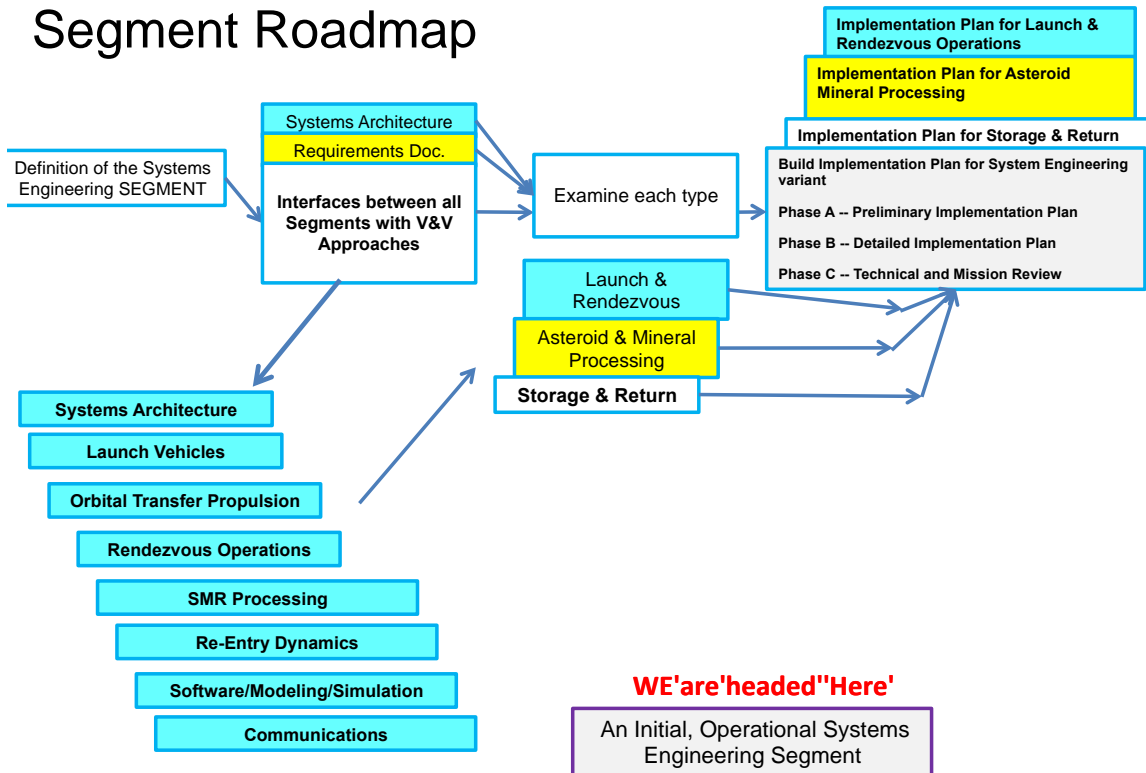 Segment Roadmap
Definition of the Systems
Engineering SEGMENT
Systems Architecture
Requirements Doc.
Interfaces between all
Segments with V&V
Approaches
Examine each type
Implementation Plan for Launch &
Rendezvous Operations
Implementation Plan for Asteroid
Mineral Processing
Implementation Plan for Storage & Return
Build Implementation Plan for System Engineering
variant
Phase A -- Preliminary Implementation Plan
Phase B -- Detailed Implementation Plan
Phase C -- Technical and Mission Review
Launch &
Rendezvous
Asteroid & Mineral
Processing
Storage & Return
Systems Architecture
Launch Vehicles
Orbital Transfer Propulsion
Rendezvous Operations
SMR Processing
Re-Entry Dynamics
Software/Modeling/Simulation
Communications
WE'are'headed''Here'
An Initial, Operational Systems
Engineering Segment